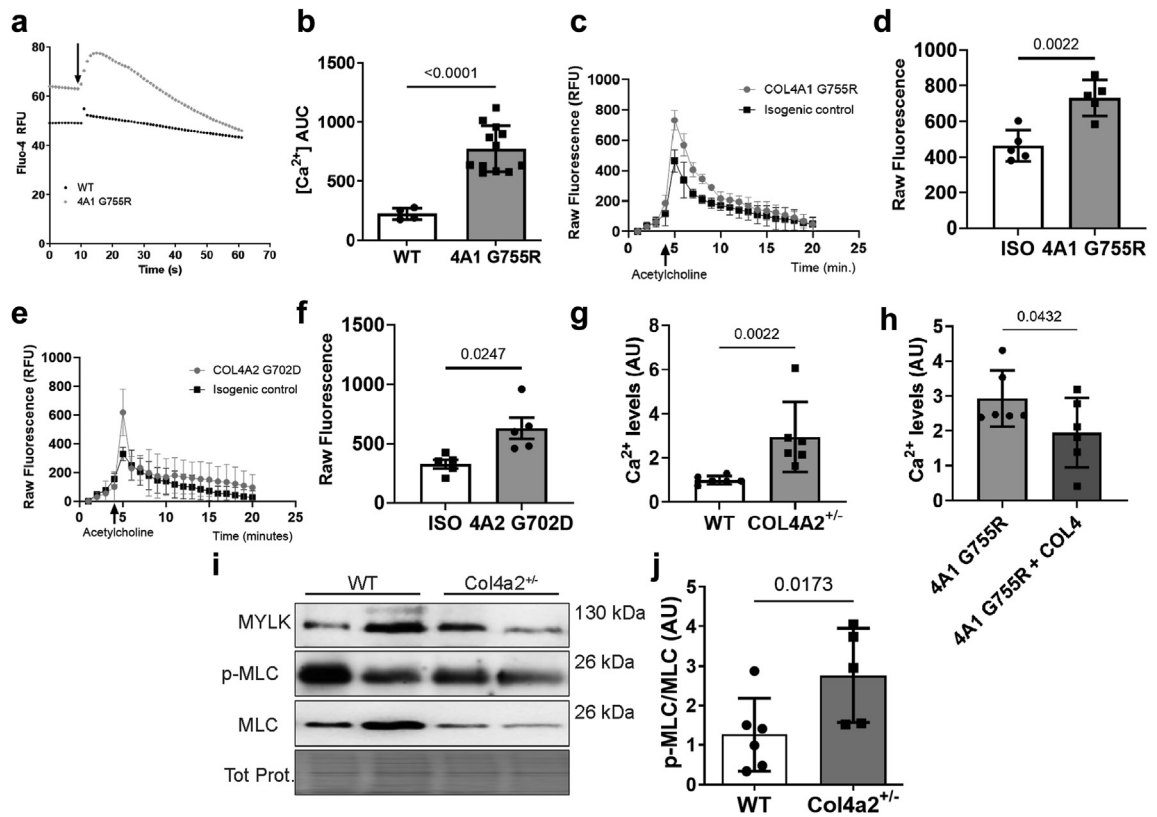 a
Fluo-4 RFU
80
60
40
20
0
WT
4A1 G755R
0 10 20 30 40 50 60 70
Time (s)
b
[Ca²⁺] AUC
1500
1000
500
0
<0.0001
WT 4A1 G755R
c
Raw Fluorescence (RFU)
1000
800
600
400
200
0
COL4A1 G755R
Isogenic control
0 5 10 15 20 25
Acetylcholine
Time (min.)
d
Raw Fluorescence
1000
800
600
400
200
0
0.0022
ISO 4A1 G755R
e
Raw Fluorescence (RFU)
1000
800
600
400
200
0
COL4A2 G702D
Isogenic control
0 5 10 15 20 25
Acetylcholine
Time (minutes)
f
Raw Fluorescence
1500
1000
500
0
0.0247
ISO 4A2 G702D
g
Ca²⁺ levels (AU)
8
6
4
2
0
0.0022
WT COL4A2⁺/⁻
h
Ca²⁺ levels (AU)
5
4
3
2
1
0
0.0432
4A1 G755R
4A1 G755R + COL4
i
WT Col4a2⁺/⁻
MYLK 130 kDa
p-MLC 26 kDa
MLC 26 kDa
Tot Prot.
j
p-MLC/MLC (AU)
5
4
3
2
1
0
0.0173
WT Col4a2⁺/⁻